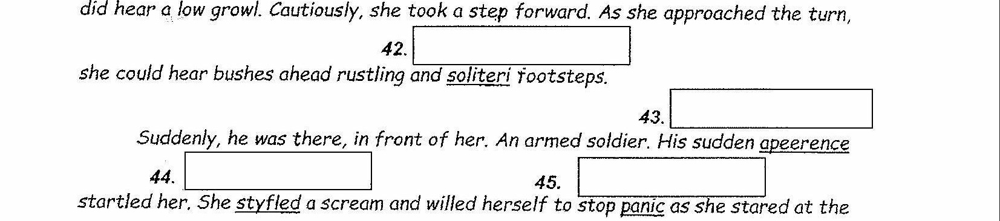 did hear a low growl. Cautiously, she took a step forward. As she approached the turn,
42.
she could hear bushes ahead rustling and soliteri footsteps.
43.
Suddenly, he was there, in front of her. An armed soldier. His sudden apeerence
44. 45.
startled her. She styfled a scream and willed herself to stop panic as she stared at the